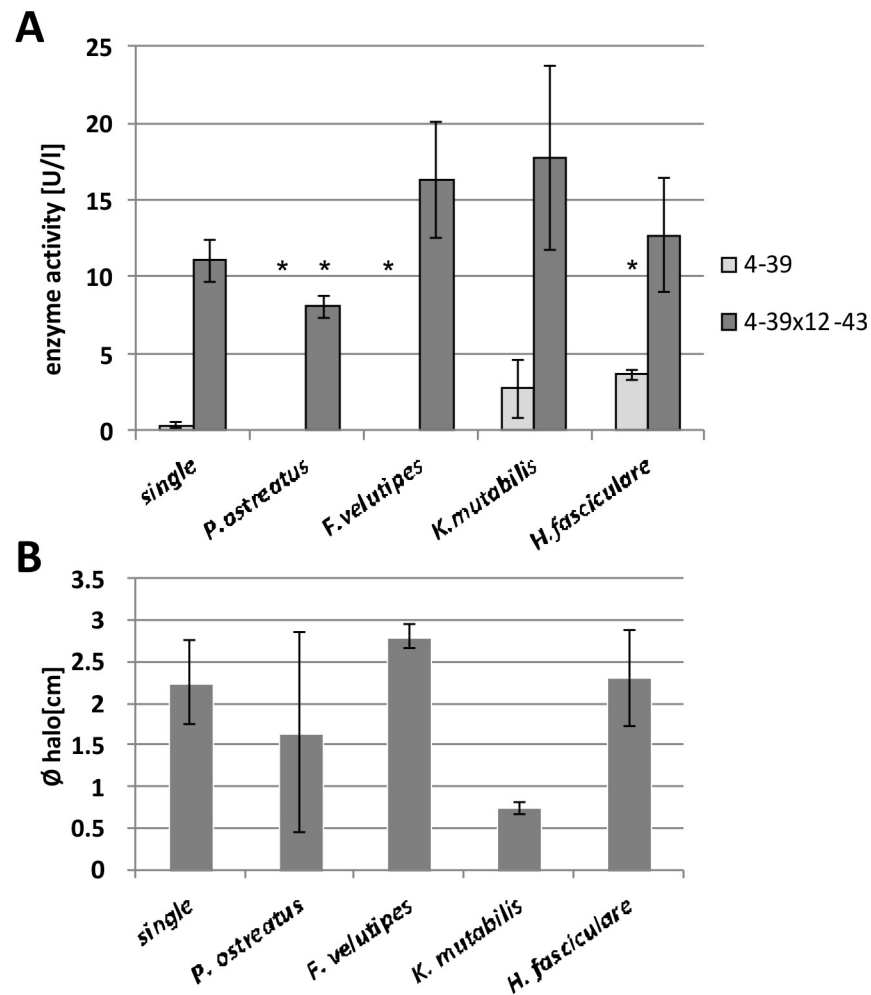 A
25
20
15
10
5
0
enzyme activity [U/l]
* * * *
4-39
4-39x12-43
single
P.ostreatus
F.velutipes
K.mutabilis
H.fasciculare
B
3.5
3
2.5
2
1.5
1
0.5
0
Ø halo[cm]
single
P. ostreatus
F. velutipes
K. mutabilis
H. fasciculare